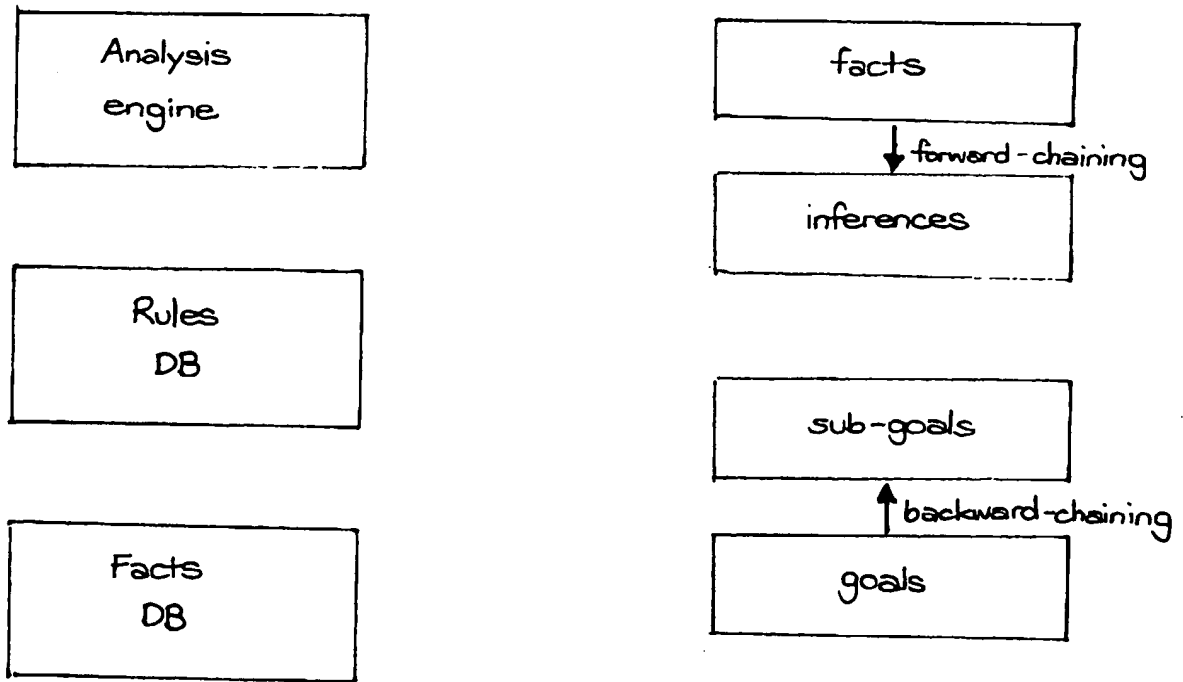 Analysis
engine
Rules
DB
Facts
DB
facts
forward-chaining
inferences
sub-goals
backward-chaining
goals